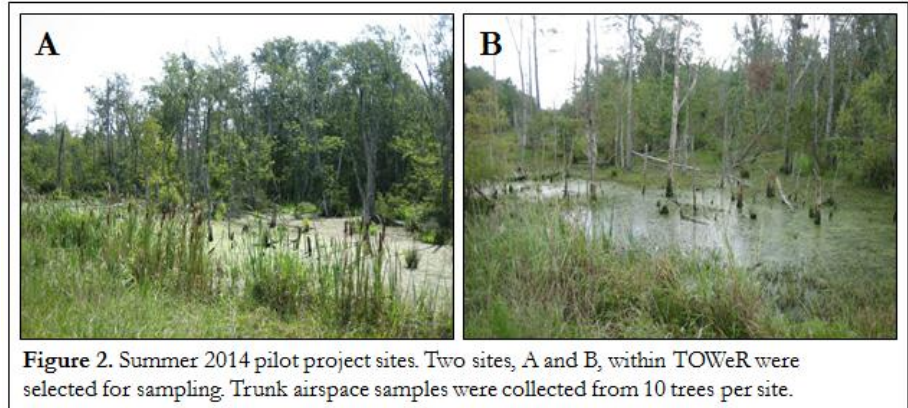 A
B
Figure 2. Summer 2014 pilot project sites. Two sites, A and B, within TOWeR were
selected for sampling. Trunk airspace samples were collected from 10 trees per site.